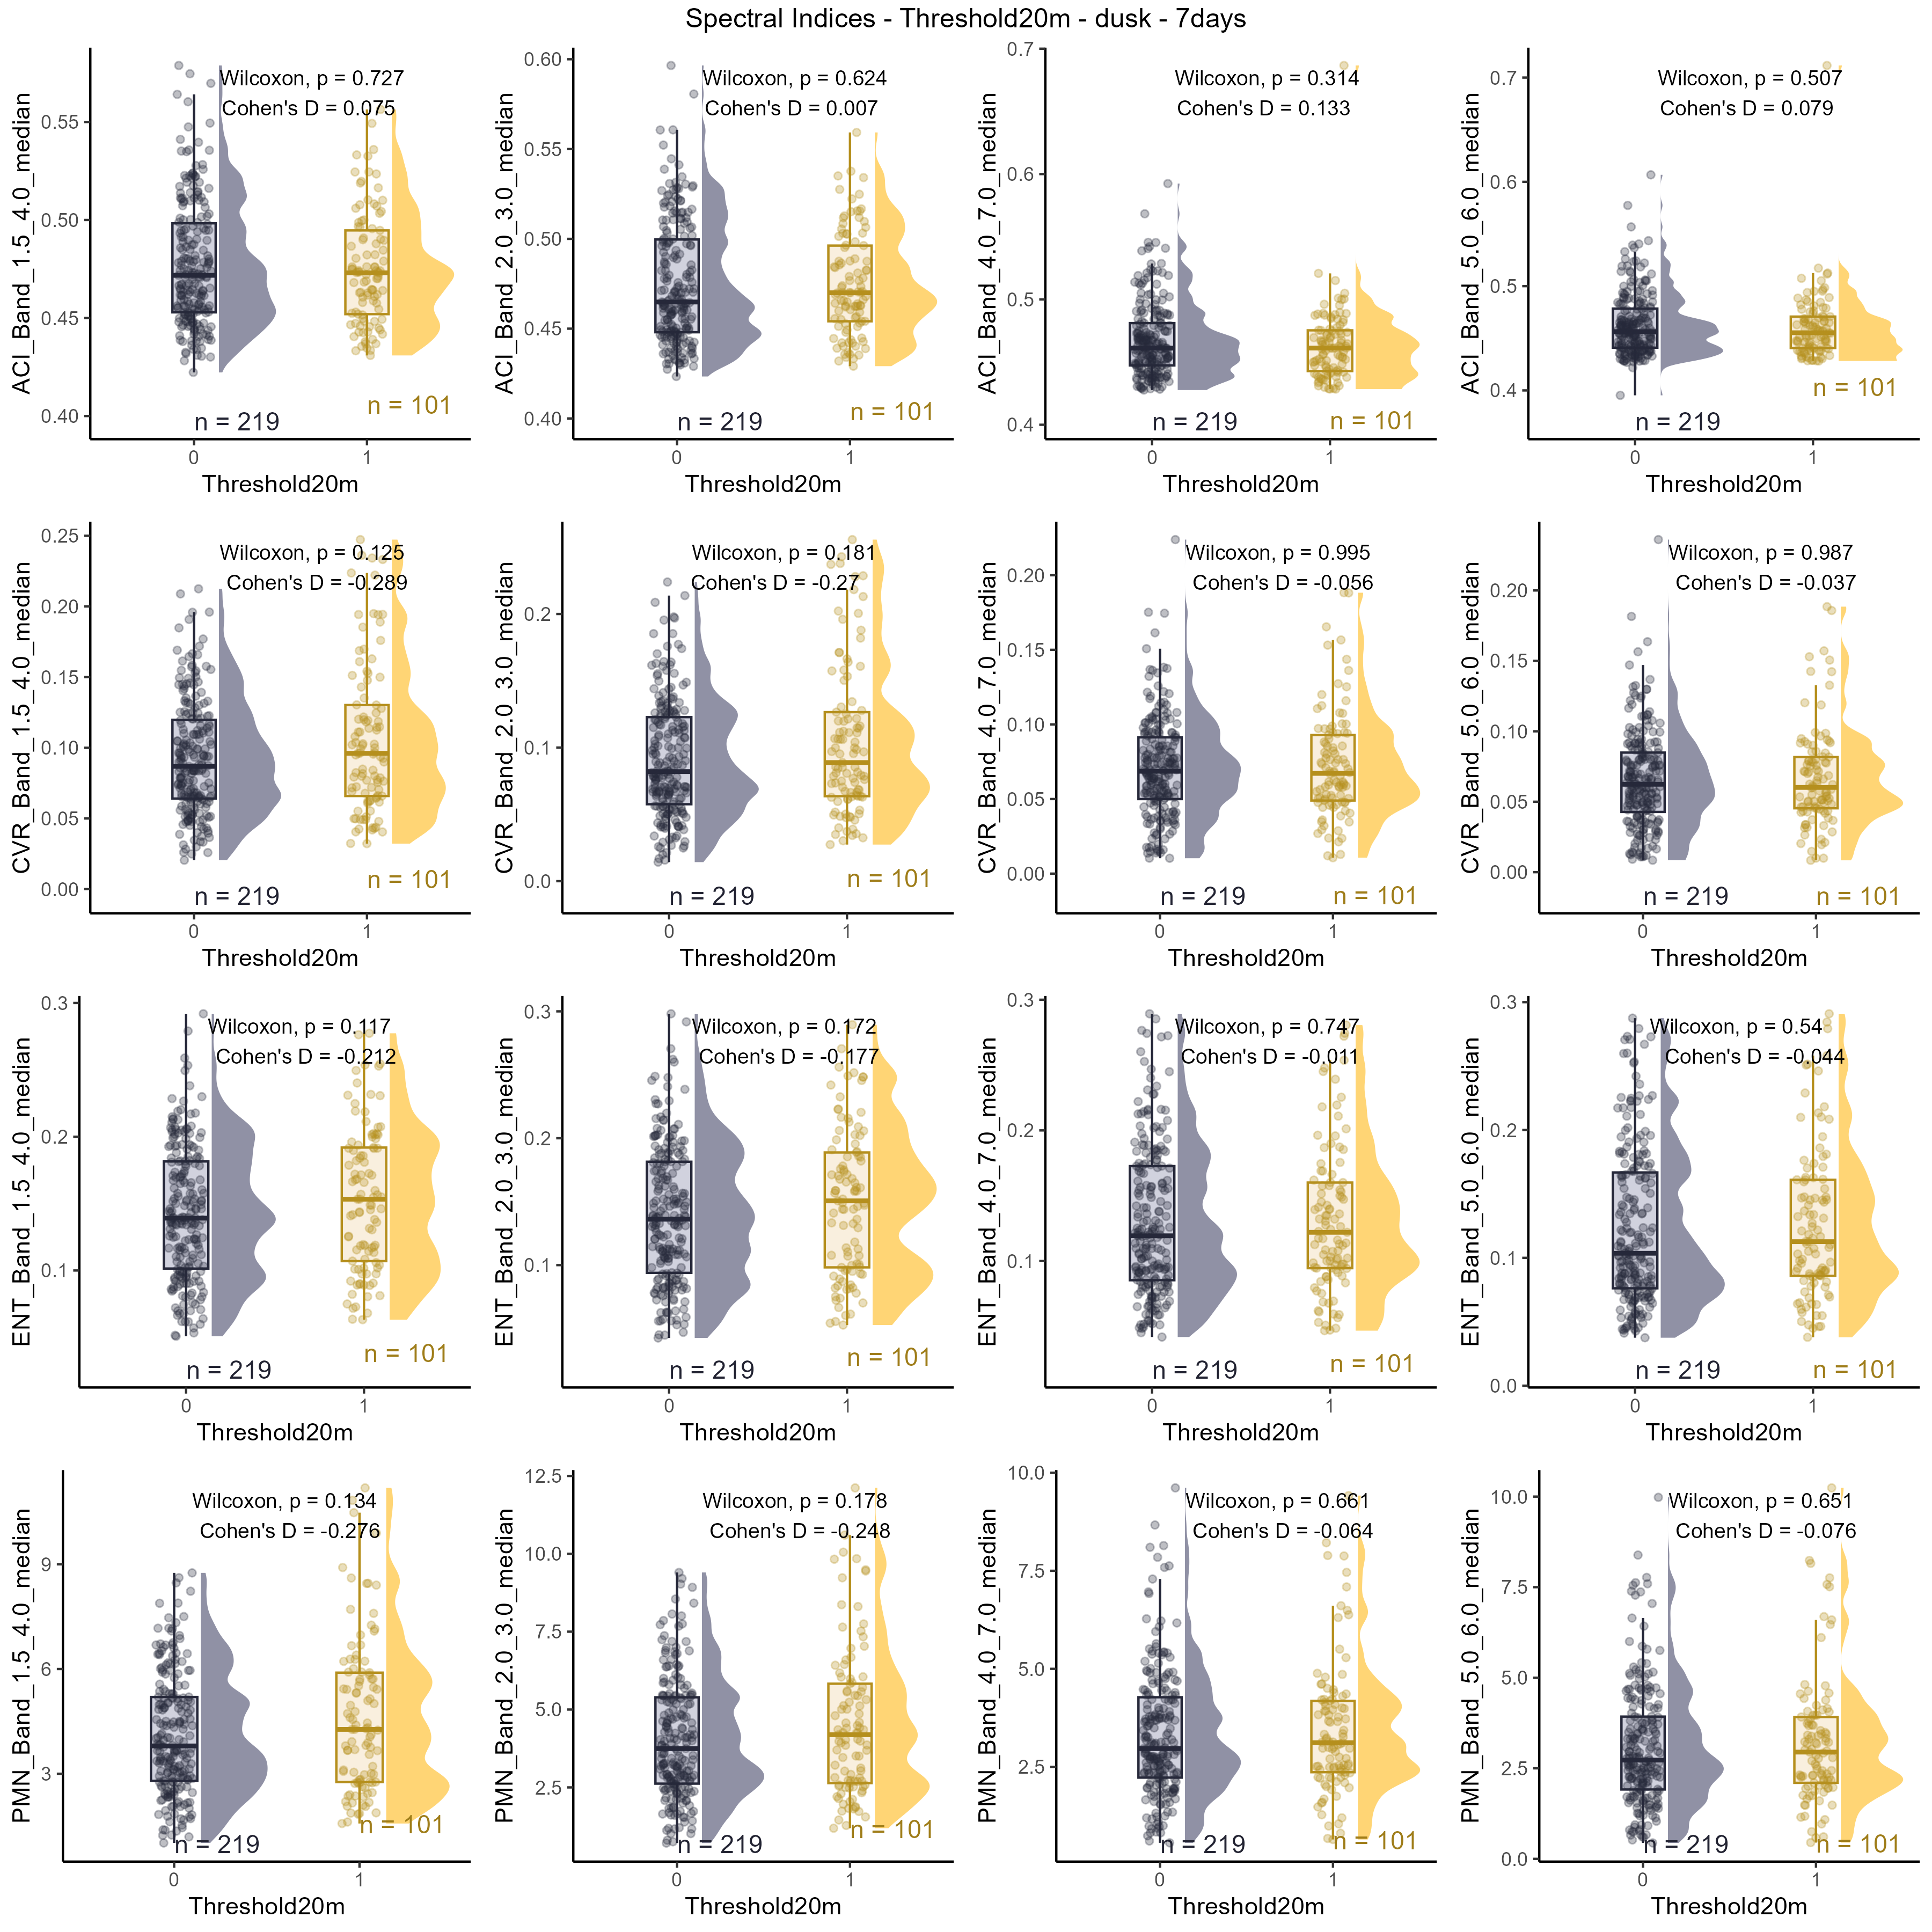 Spectral Indices - Threshold20m - dusk - 7days
ACI_Band_1.5_4.0_median
0.55
0.50
0.45
0.40
Wilcoxon, p = 0.727
Cohen's D = 0.075
n = 219
n = 101
0
1
Threshold20m
ACI_Band_2.0_3.0_median
0.60
0.55
0.50
0.45
0.40
Wilcoxon, p = 0.624
Cohen's D = 0.007
n = 219
n = 101
0
1
Threshold20m
ACI_Band_4.0_7.0_median
0.7
0.6
0.5
0.4
Wilcoxon, p = 0.314
Cohen's D = 0.133
n = 219
n = 101
0
1
Threshold20m
ACI_Band_5.0_6.0_median
0.7
0.6
0.5
0.4
Wilcoxon, p = 0.507
Cohen's D = 0.079
n = 219
n = 101
0
1
Threshold20m
CVR_Band_1.5_4.0_median
0.25
0.20
0.15
0.10
0.05
0.00
Wilcoxon, p = 0.125
Cohen's D = -0.289
n = 219
n = 101
0
1
Threshold20m
CVR_Band_2.0_3.0_median
0.2
0.1
0.0
Wilcoxon, p = 0.181
Cohen's D = -0.27
n = 219
n = 101
0
1
Threshold20m
CVR_Band_4.0_7.0_median
0.20
0.15
0.10
0.05
0.00
Wilcoxon, p = 0.995
Cohen's D = -0.056
n = 219
n = 101
0
1
Threshold20m
CVR_Band_5.0_6.0_median
0.20
0.15
0.10
0.05
0.00
Wilcoxon, p = 0.987
Cohen's D = -0.037
n = 219
n = 101
0
1
Threshold20m
ENT_Band_1.5_4.0_median
0.3
0.2
0.1
Wilcoxon, p = 0.117
Cohen's D = -0.212
n = 219
n = 101
0
1
Threshold20m
ENT_Band_2.0_3.0_median
0.3
0.2
0.1
Wilcoxon, p = 0.172
Cohen's D = -0.177
n = 219
n = 101
0
1
Threshold20m
ENT_Band_4.0_7.0_median
0.3
0.2
0.1
Wilcoxon, p = 0.747
Cohen's D = -0.011
n = 219
n = 101
0
1
Threshold20m
ENT_Band_5.0_6.0_median
0.3
0.2
0.1
0.0
Wilcoxon, p = 0.54
Cohen's D = -0.044
n = 219
n = 101
0
1
Threshold20m
PMN_Band_1.5_4.0_median
9
6
3
Wilcoxon, p = 0.134
Cohen's D = -0.276
n = 219
n = 101
0
1
Threshold20m
PMN_Band_2.0_3.0_median
12.5
10.0
7.5
5.0
2.5
Wilcoxon, p = 0.178
Cohen's D = -0.248
n = 219
n = 101
0
1
Threshold20m
PMN_Band_4.0_7.0_median
10.0
7.5
5.0
2.5
Wilcoxon, p = 0.661
Cohen's D = -0.064
n = 219
n = 101
0
1
Threshold20m
PMN_Band_5.0_6.0_median
10.0
7.5
5.0
2.5
0.0
Wilcoxon, p = 0.651
Cohen's D = -0.076
n = 219
n = 101
0
1
Threshold20m